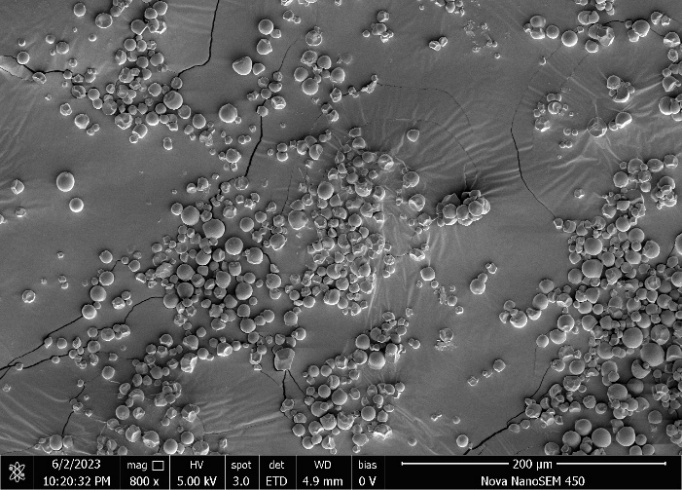 6/2/2023 mag HV spot det WD bias 200 µm
10:20:32 PM 800 x 5.00 kV 3.0 ETD 4.9 mm 0 V Nova NanoSEM 450